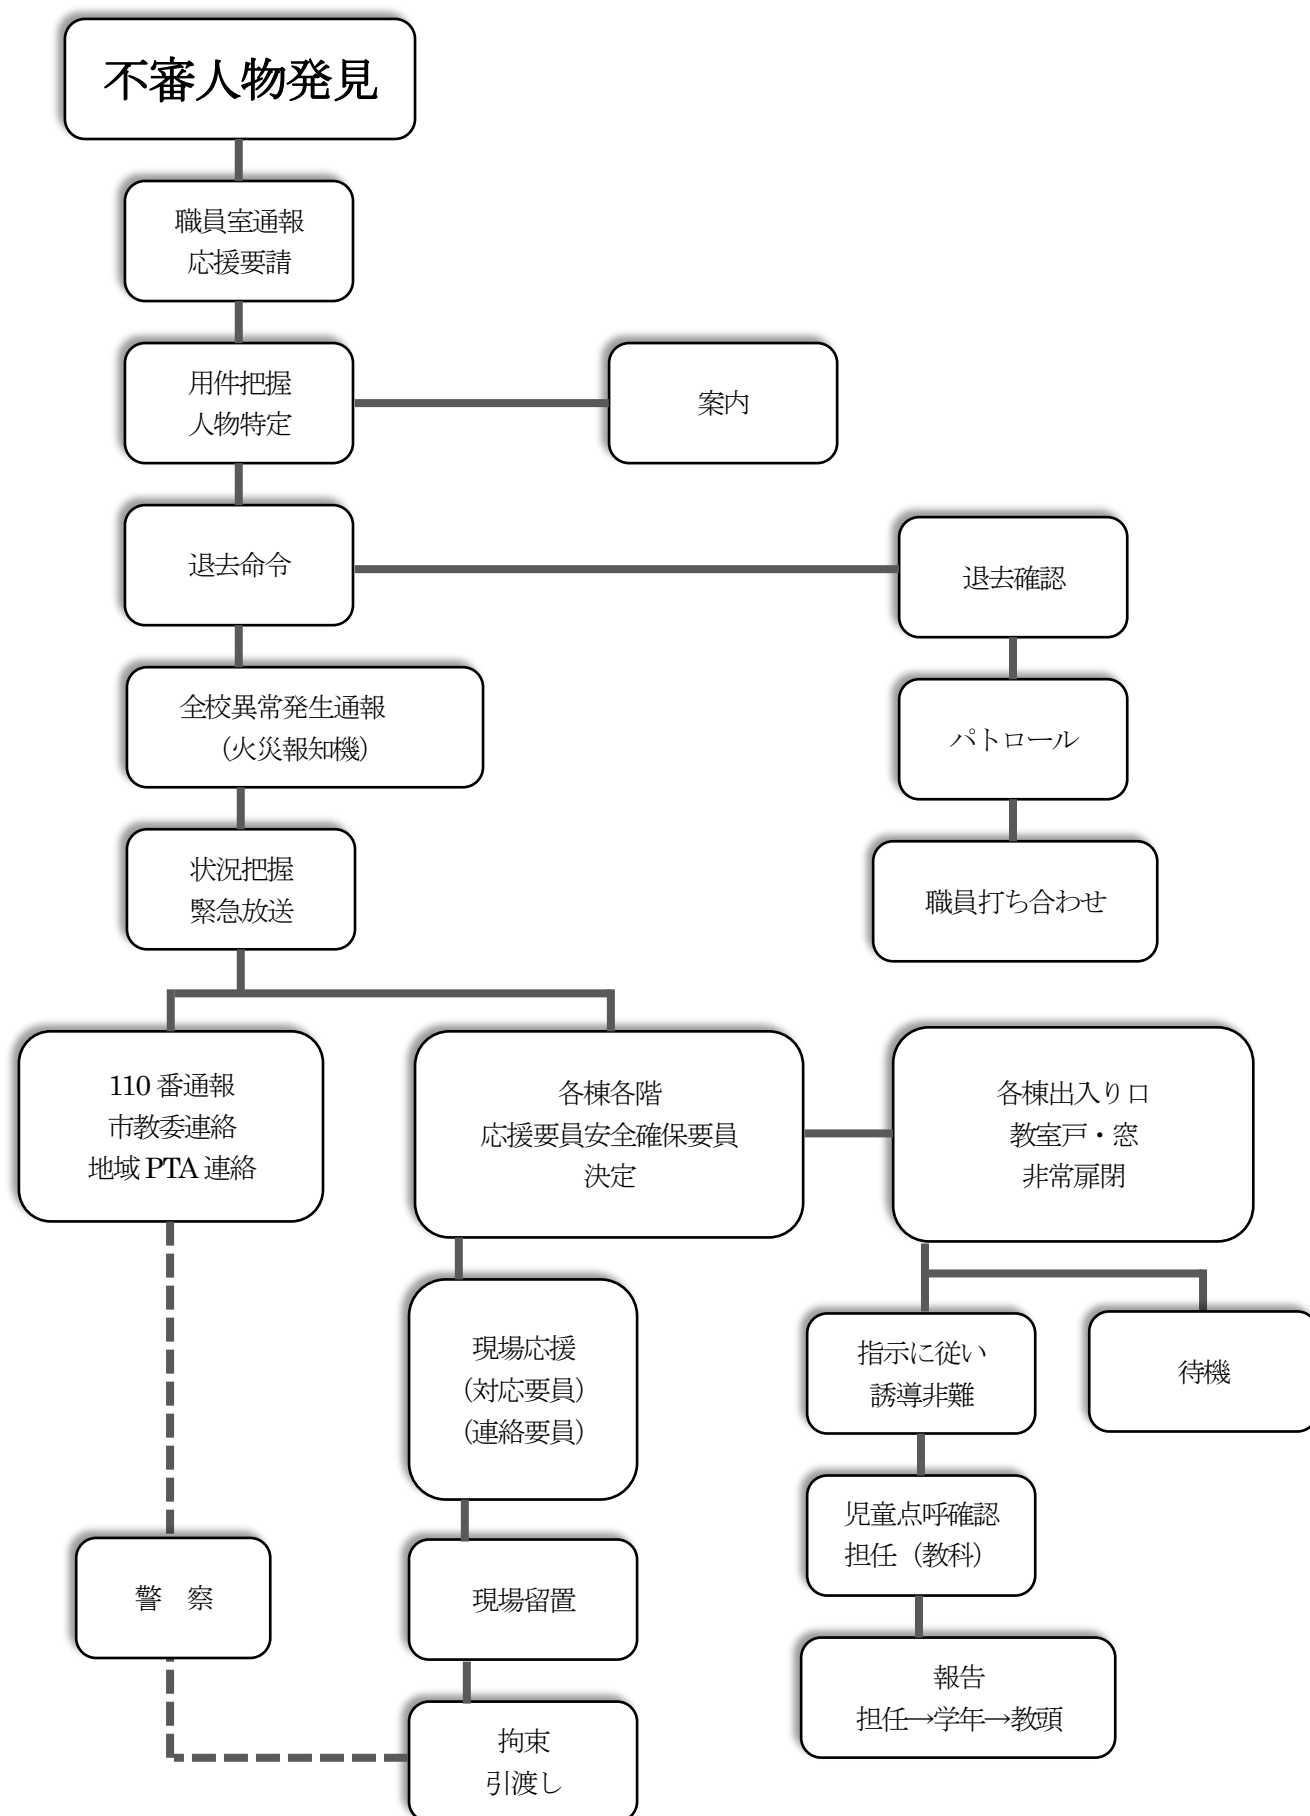 不審人物発見
職員室通報
応援要請
用件把握
人物特定
案内
退去命令
退去確認
全校異常発生通報
（火災報知機）
パトロール
状況把握
緊急放送
職員打ち合わせ
110 番通報
市教委連絡
地域 PTA 連絡
各棟各階
応援要員安全確保要員
決定
各棟出入り口
教室戸・窓
非常扉閉
現場応援
（対応要員）
（連絡要員）
指示に従い
誘導非難
待機
児童点呼確認
担任（教科）
警　察
現場留置
報告
担任→学年→教頭
拘束
引渡し